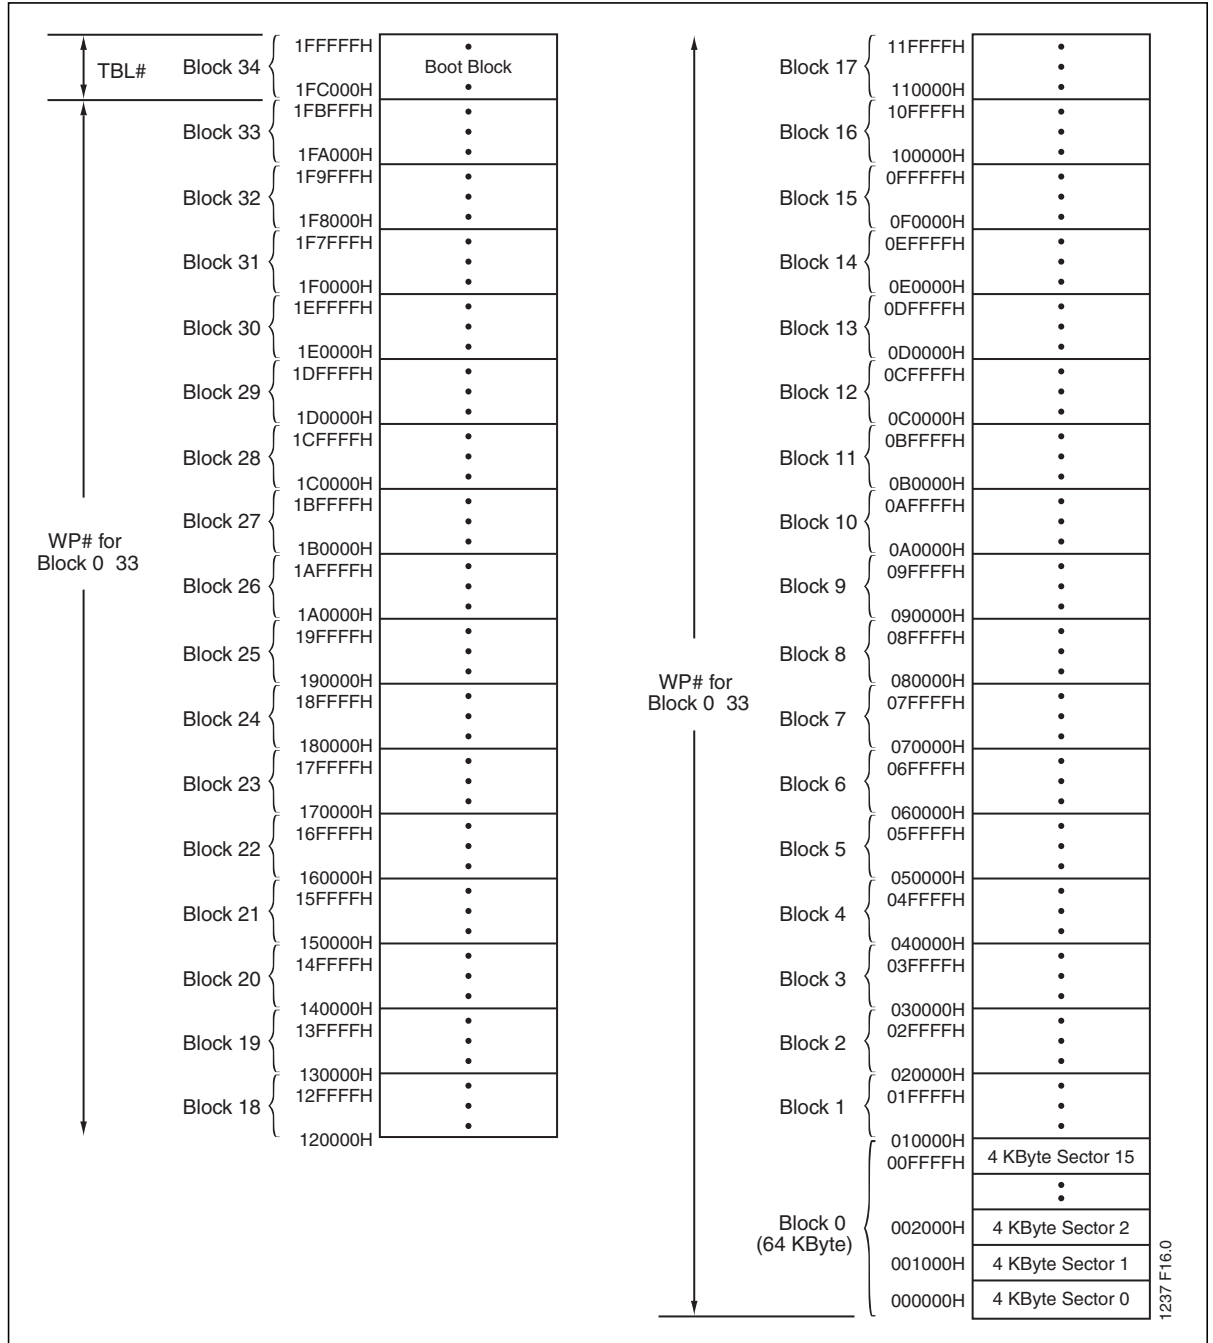 TBL#
WP# for
Block 0 33
Block 34
1FFFFFH
Boot Block
1FC000H
Block 33
1FBFFFH
1FA000H
Block 32
1F9FFFH
1F8000H
Block 31
1F7FFFH
1F0000H
Block 30
1EFFFFH
1E0000H
Block 29
1DFFFFH
1D0000H
Block 28
1CFFFFH
1C0000H
Block 27
1BFFFFH
1B0000H
Block 26
1AFFFFH
1A0000H
Block 25
19FFFFH
190000H
Block 24
18FFFFH
180000H
Block 23
17FFFFH
170000H
Block 22
16FFFFH
160000H
Block 21
15FFFFH
150000H
Block 20
14FFFFH
140000H
Block 19
13FFFFH
130000H
Block 18
12FFFFH
120000H
WP# for
Block 0 33
Block 17
11FFFFH
110000H
Block 16
10FFFFH
100000H
Block 15
0FFFFFH
0F0000H
Block 14
0EFFFFH
0E0000H
Block 13
0DFFFFH
0D0000H
Block 12
0CFFFFH
0C0000H
Block 11
0BFFFFH
0B0000H
Block 10
0AFFFFH
0A0000H
Block 9
09FFFFH
090000H
Block 8
08FFFFH
080000H
Block 7
07FFFFH
070000H
Block 6
06FFFFH
060000H
Block 5
05FFFFH
050000H
Block 4
04FFFFH
040000H
Block 3
03FFFFH
030000H
Block 2
02FFFFH
020000H
Block 1
01FFFFH
010000H
Block 0
(64 KByte)
00FFFFH
4 KByte Sector 15
002000H
4 KByte Sector 2
001000H
4 KByte Sector 1
000000H
4 KByte Sector 0
1237 F16.0